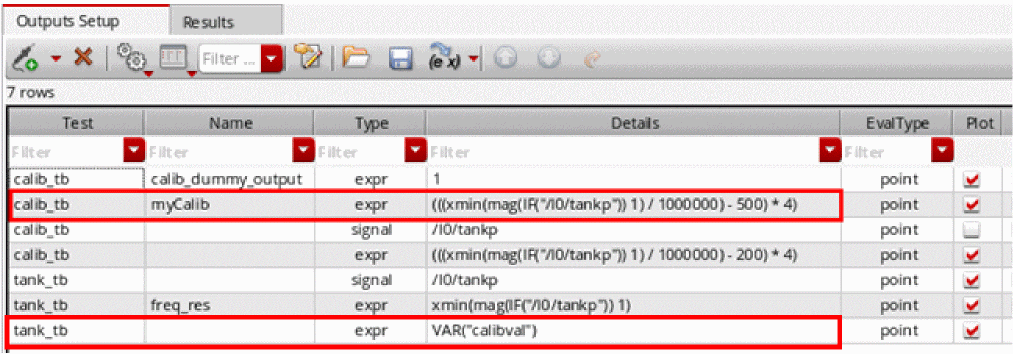 Outputs Setup Results
Filter ... (e x)
7 rows
Test Name Type Details EvalType Plot
Filter Filter Filter Filter Filter
calib_tb calib_dummy_output expr 1 point
calib_tb myCalib expr (((xmin(mag(IF("/I0/tankp")) 1) / 1000000) - 500) * 4) point
calib_tb signal /I0/tankp point
calib_tb expr (((xmin(mag(IF("/I0/tankp")) 1) / 1000000) - 200) * 4) point
tank_tb signal /I0/tankp point
tank_tb freq_res expr xmin(mag(IF("/I0/tankp")) 1) point
tank_tb expr VAR("calibval") point